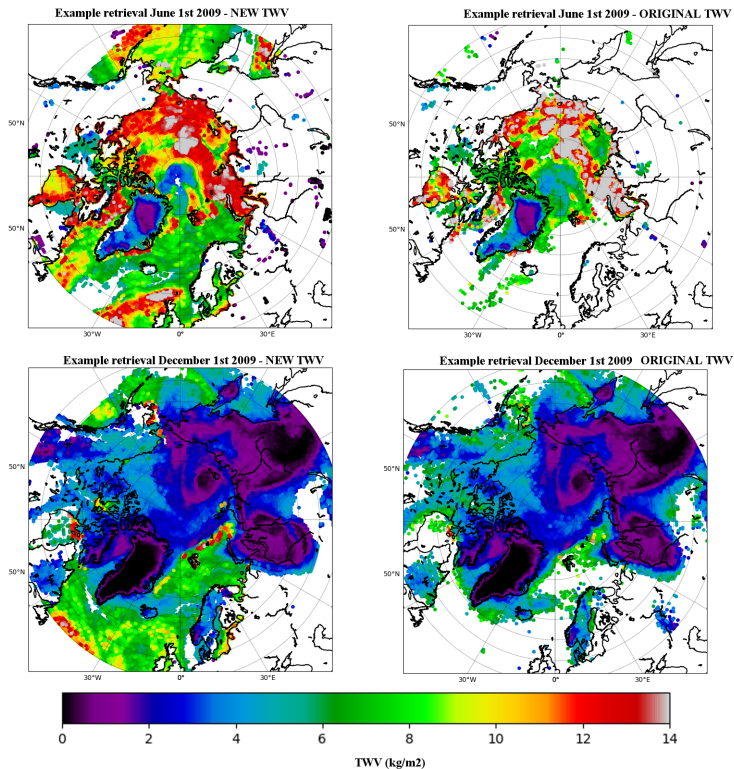 Example retrieval June 1st 2009 - NEW TWV
Example retrieval June 1st 2009 - ORIGINAL TWV
50°N
50°N
50°N
50°N
30°W
0°
30°E
30°W
0°
30°E
Example retrieval December 1st 2009 - NEW TWV
Example retrieval December 1st 2009 ORIGINAL TWV
50°N
50°N
50°N
50°N
30°W
0°
30°E
30°W
0°
30°E
0 2 4 6 8 10 12 14
TWV (kg/m2)